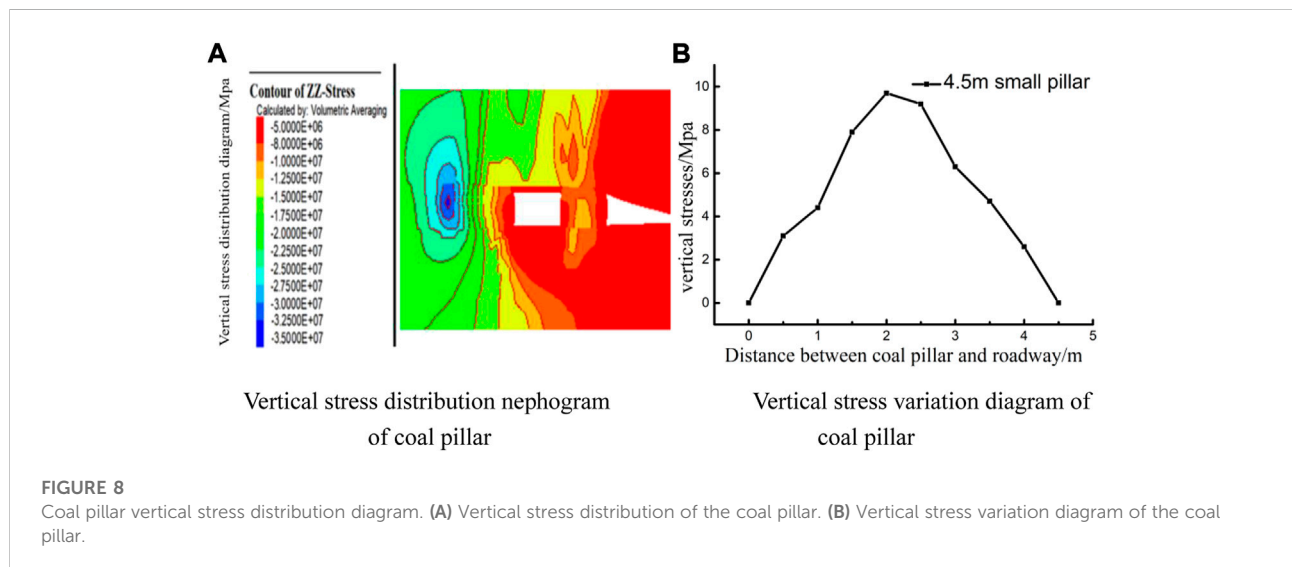 A
Vertical stress distribution diagram/Mpa
Contour of ZZ-Stress
Calculated by: Volumetric Averaging
-5.0000E+06
-8.0000E+06
-1.0000E+07
-1.2500E+07
-1.5000E+07
-1.7500E+07
-2.0000E+07
-2.2500E+07
-2.5000E+07
-2.7500E+07
-3.0000E+07
-3.2500E+07
-3.5000E+07
Vertical stress distribution nephogram
of coal pillar
B
4.5m small pillar
vertical stresses/Mpa
10
8
6
4
2
0
0 1 2 3 4 5
Distance between coal pillar and roadway/m
Vertical stress variation diagram of
coal pillar
FIGURE 8
Coal pillar vertical stress distribution diagram. (A) Vertical stress distribution of the coal pillar. (B) Vertical stress variation diagram of the coal
pillar.